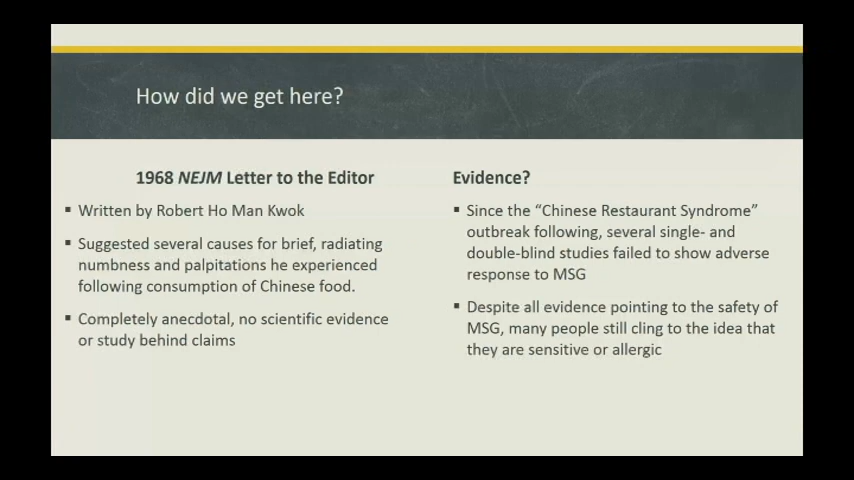 How did we get here?
1968 NEJM Letter to the Editor
▪ Written by Robert Ho Man Kwok
▪ Suggested several causes for brief, radiating
numbness and palpitations he experienced
following consumption of Chinese food.
▪ Completely anecdotal, no scientific evidence
or study behind claims
Evidence?
▪ Since the “Chinese Restaurant Syndrome”
outbreak following, several single- and
double-blind studies failed to show adverse
response to MSG
▪ Despite all evidence pointing to the safety of
MSG, many people still cling to the idea that
they are sensitive or allergic